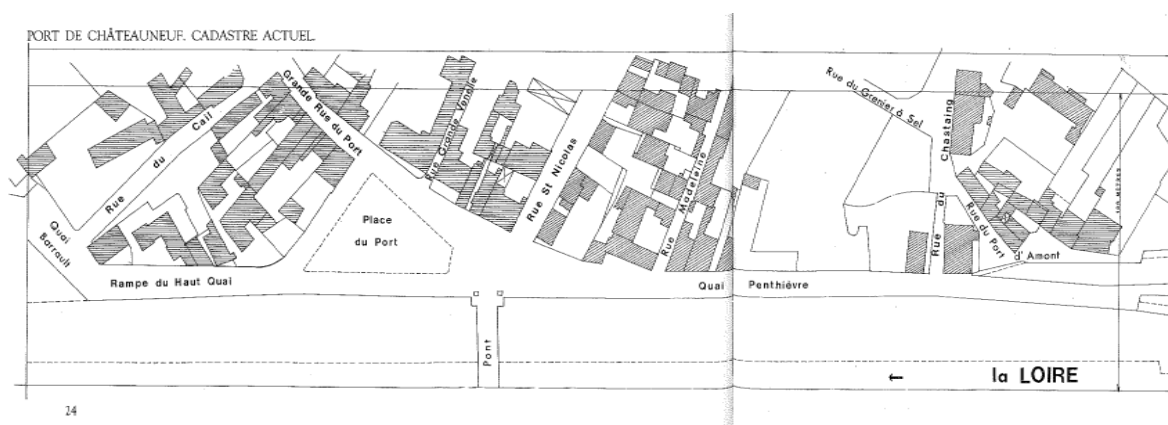 PORT DE CHÂTEAUNEUF. CADASTRE ACTUEL.
Grande Rue du Port
Rue Grande Venelle
Rue du Grenier à Sel
Rue du Cail
Rue St Nicolas
Rue Madeleine
Rue du Chastaing
Place
du Port
Rue du Port
d'Amont
Quai
Barrault
Rampe du Haut Quai
Quai Penthiévre
Pont
← la LOIRE
24